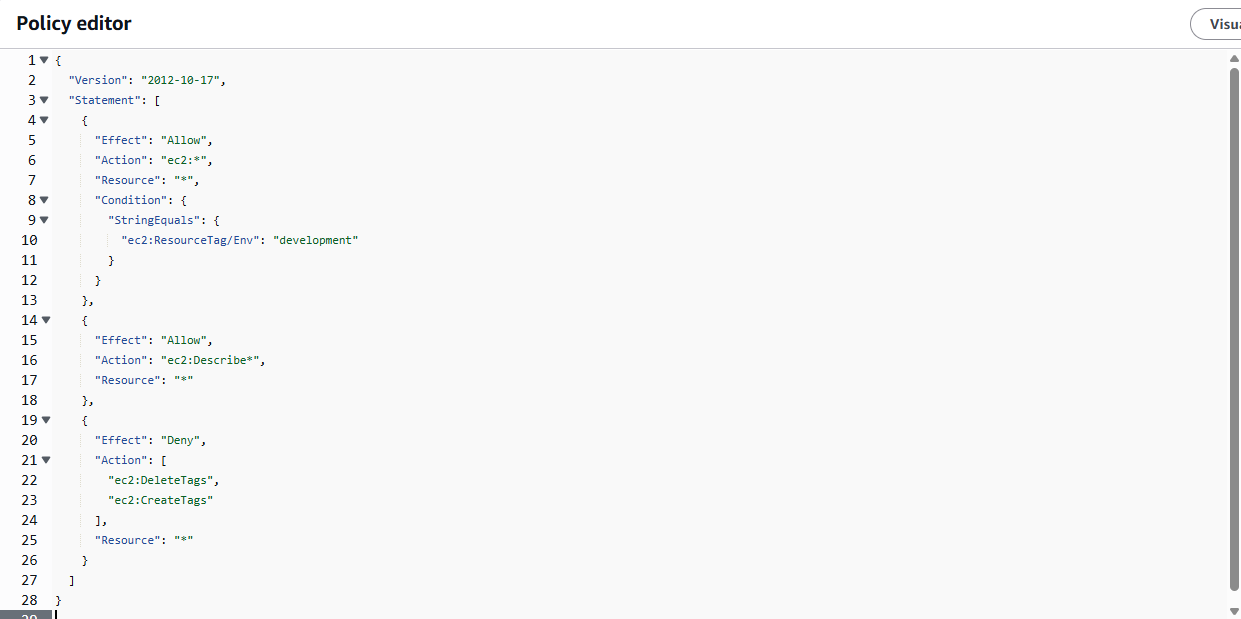 Policy editor
Visua
1 {
2 "Version": "2012-10-17",
3 "Statement": [
4 {
5 "Effect": "Allow",
6 "Action": "ec2:*",
7 "Resource": "*",
8 "Condition": {
9 "StringEquals": {
10 "ec2:ResourceTag/Env": "development"
11 }
12 }
13 },
14 {
15 "Effect": "Allow",
16 "Action": "ec2:Describe*",
17 "Resource": "*"
18 },
19 {
20 "Effect": "Deny",
21 "Action": [
22 "ec2:DeleteTags",
23 "ec2:CreateTags"
24 ],
25 "Resource": "*"
26 }
27 ]
28 }
29